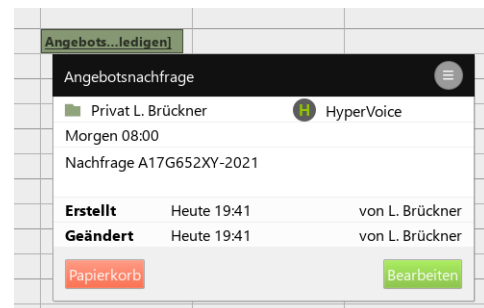 Angebots...ledigen]
Angebotsnachfrage
Privat L. Brückner H HyperVoice
Morgen 08:00
Nachfrage A17G652XY-2021
Erstellt Heute 19:41 von L. Brückner
Geändert Heute 19:41 von L. Brückner
Papierkorb Bearbeiten